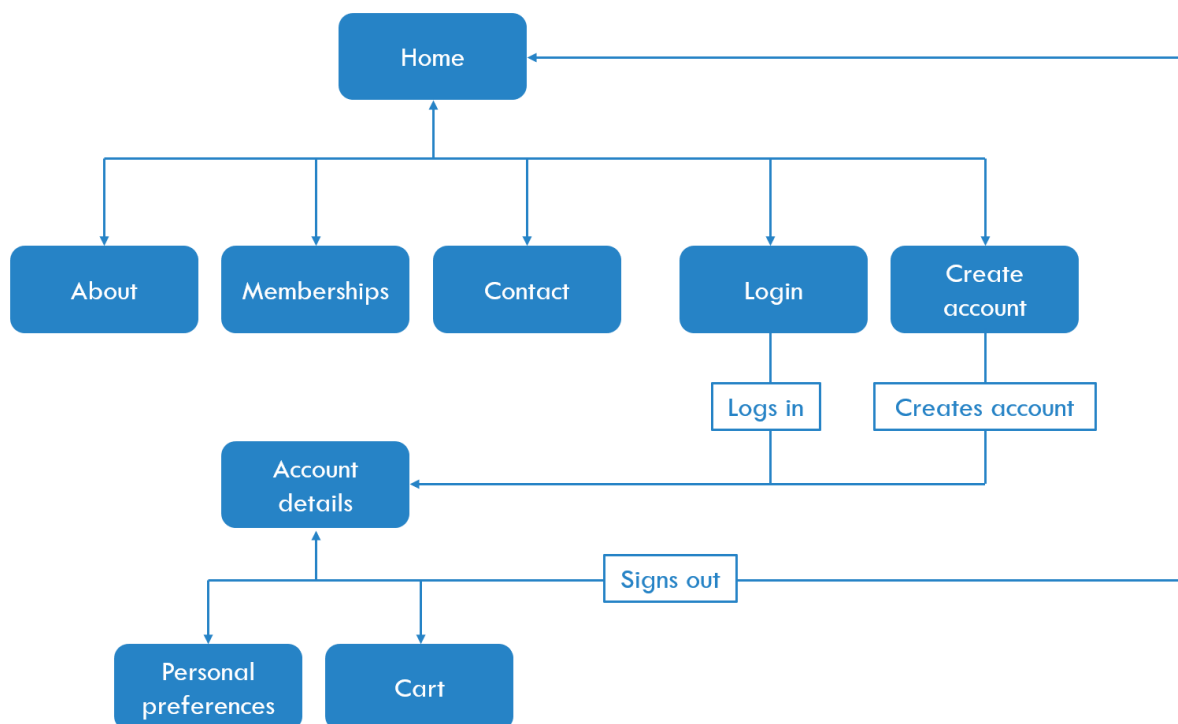 Home
About
Memberships
Contact
Login
Create
account
Logs in
Creates account
Account
details
Signs out
Personal
preferences
Cart